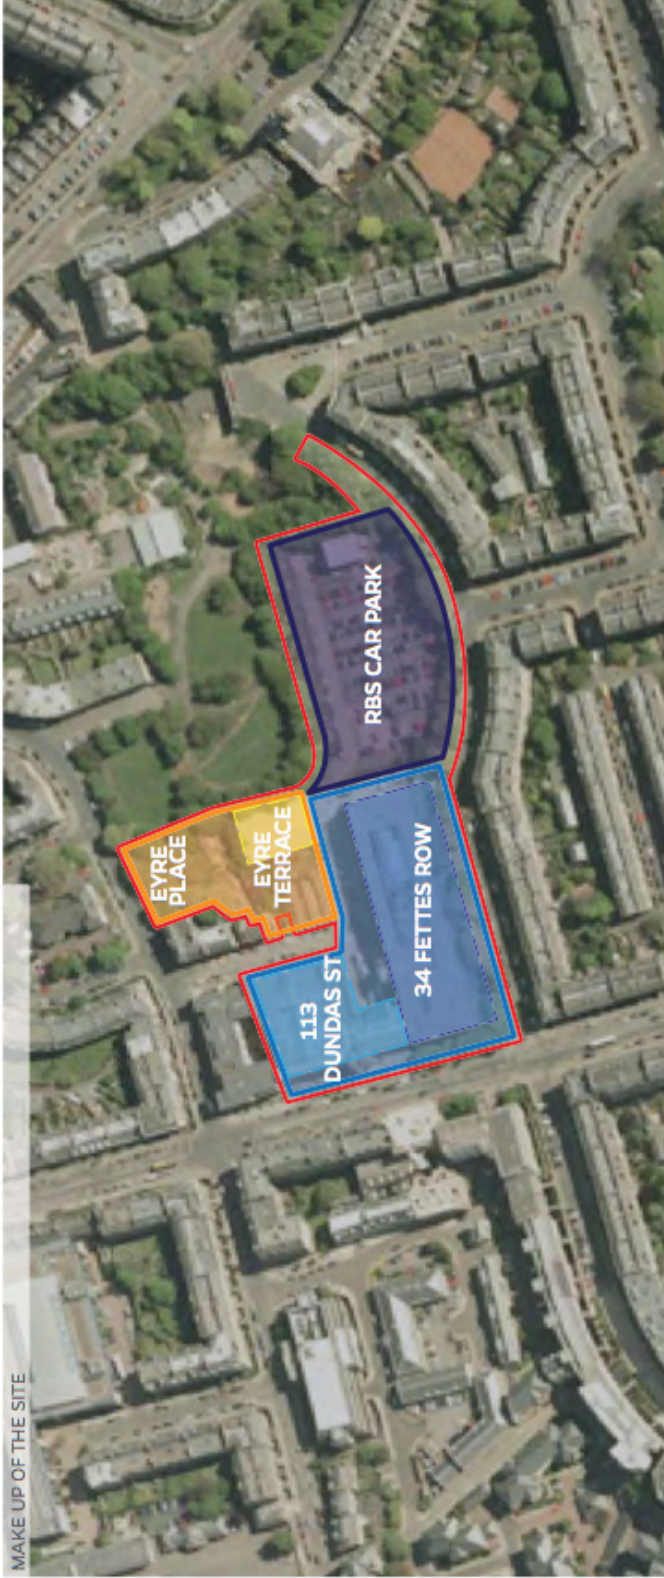 MAKE UP OF THE SITE
EYRE
PLACE
EYRE
TERRACE
113
DUNDAS ST
34 FETTES ROW
RBS CAR PARK